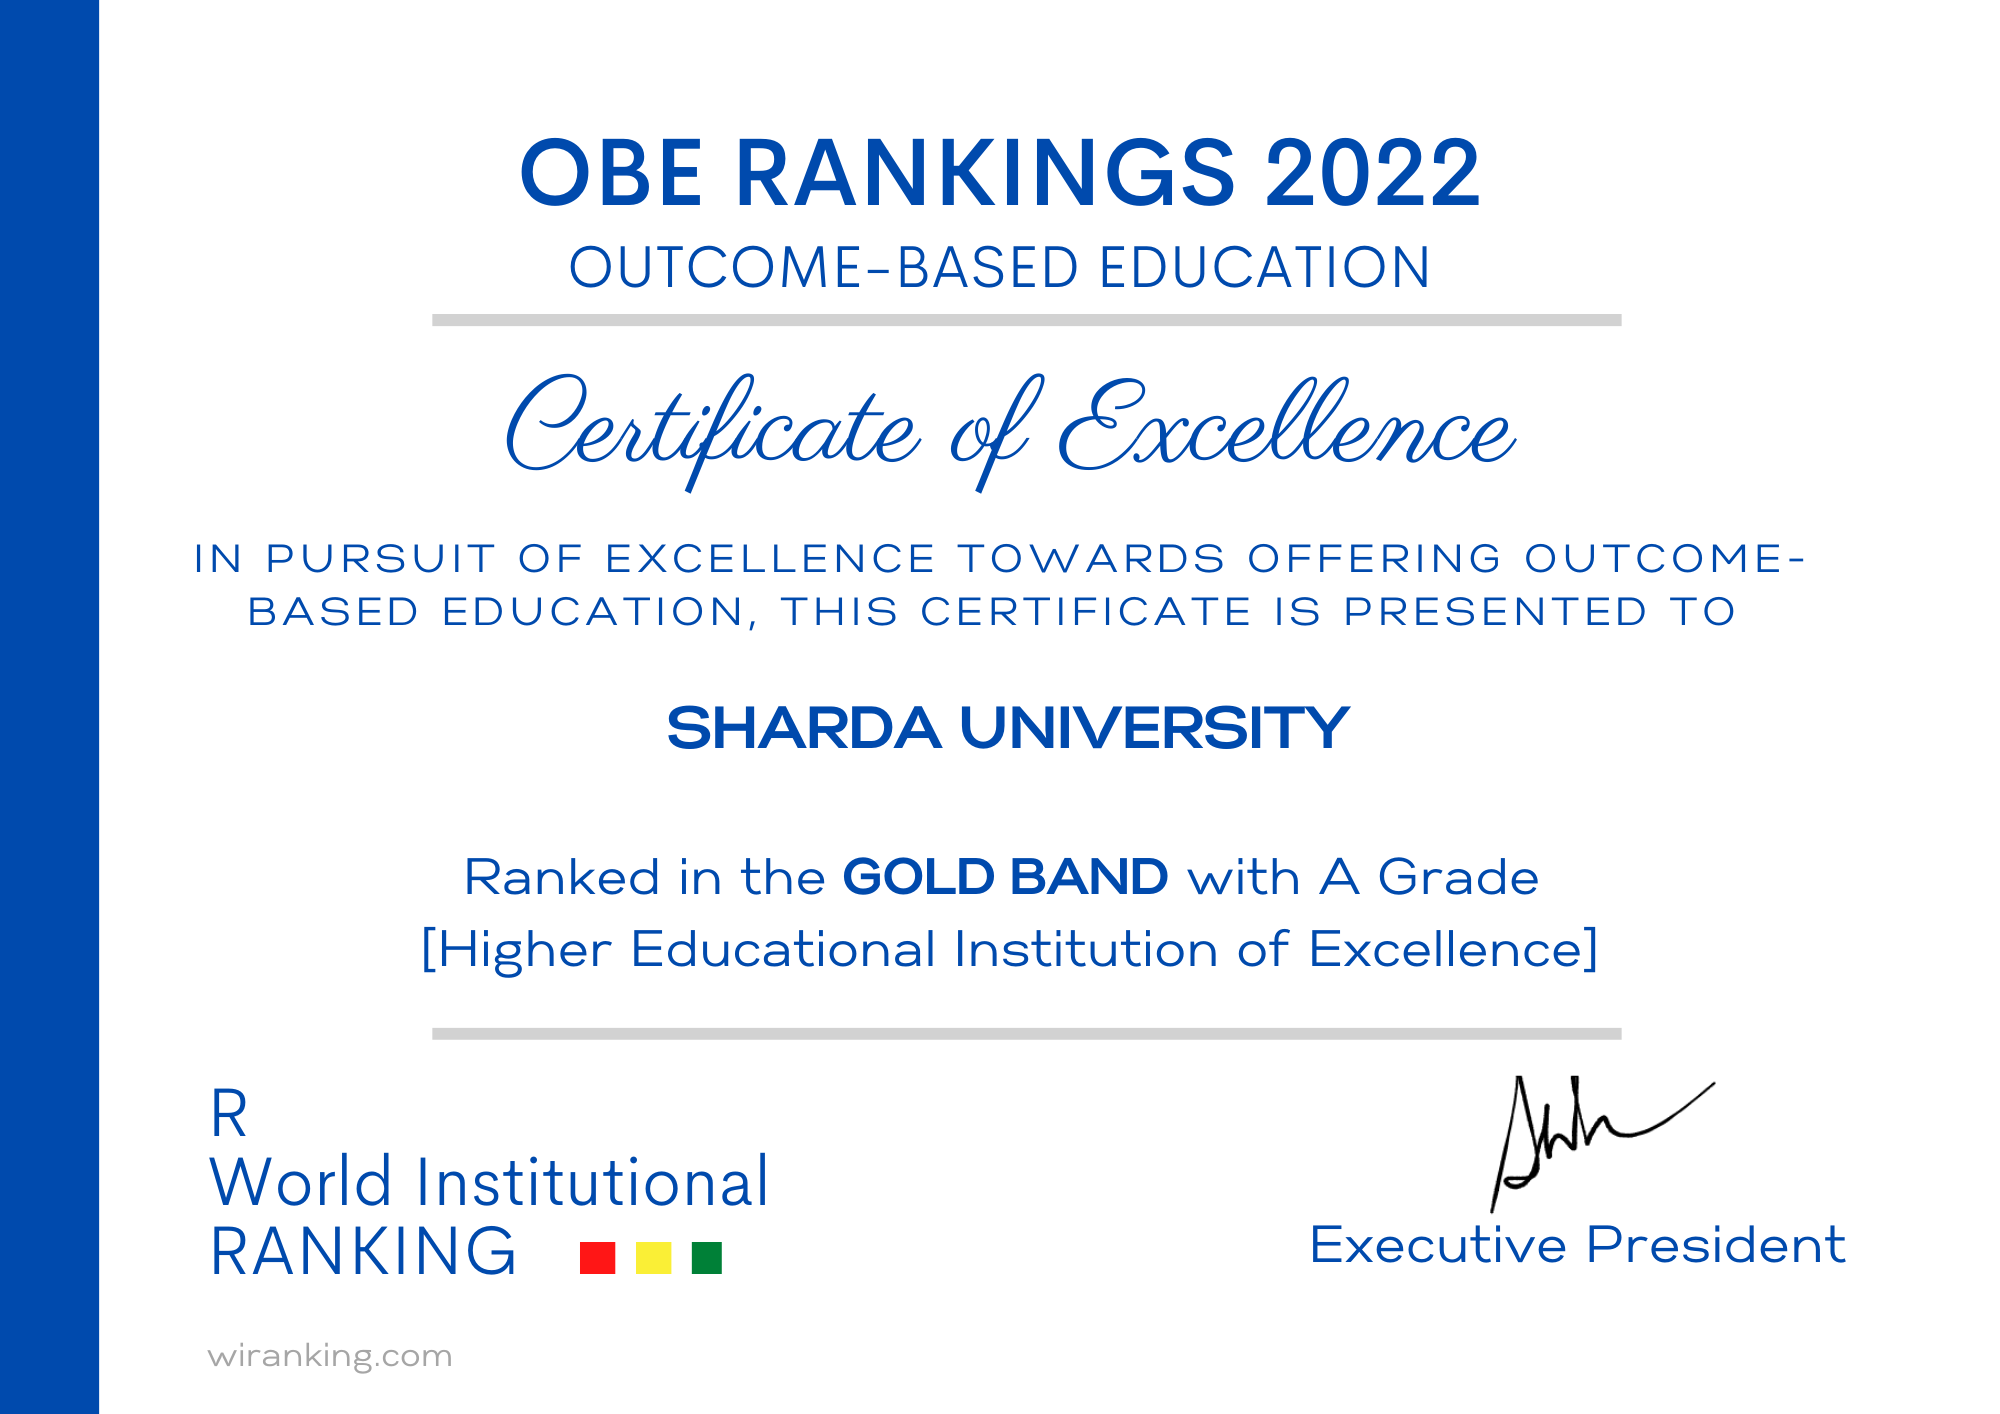 OBE RANKINGS 2022
OUTCOME-BASED EDUCATION
Certificate of Excellence
IN PURSUIT OF EXCELLENCE TOWARDS OFFERING OUTCOME-
BASED EDUCATION, THIS CERTIFICATE IS PRESENTED TO
SHARDA UNIVERSITY
Ranked in the GOLD BAND with A Grade
[Higher Educational Institution of Excellence]
R
World Institutional
RANKING
Executive President
wiranking.com